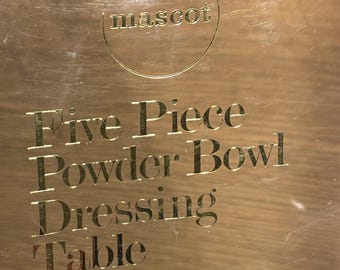 mascot
Five Piece
Powder Bowl
Dressing
Table